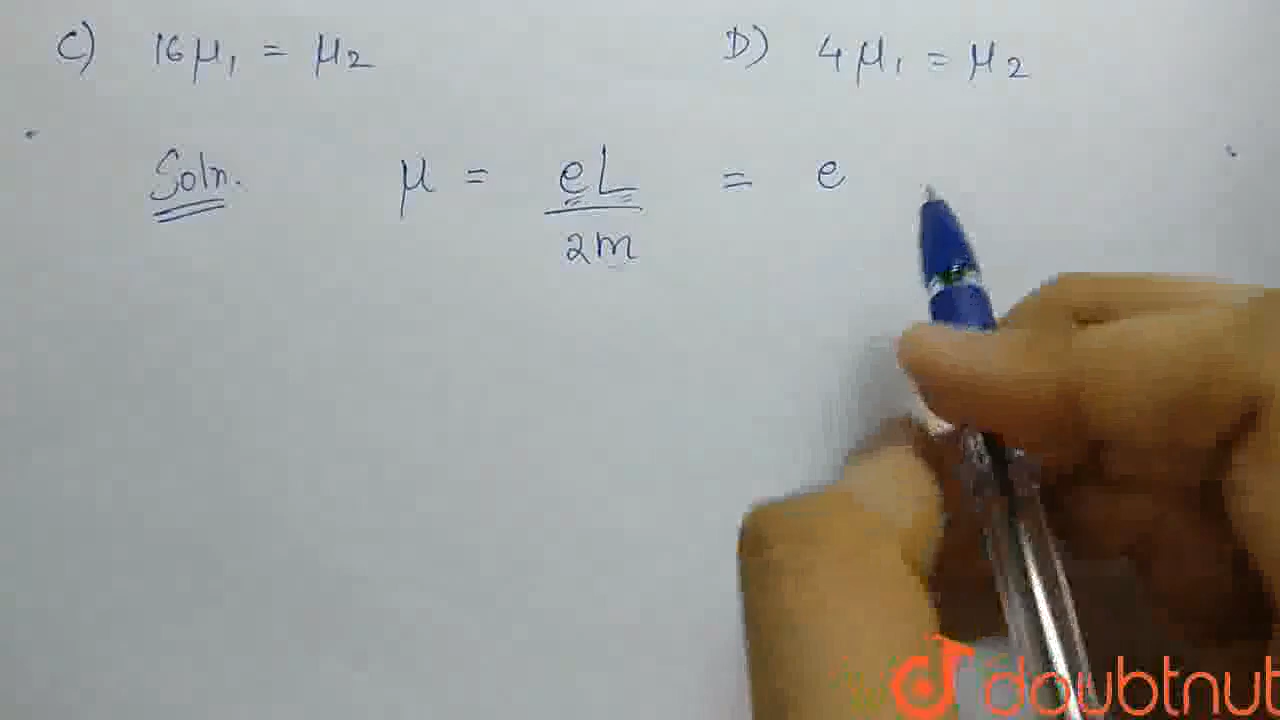 C) 16μ₁ = μ₂ D) 4μ₁ = μ₂
Soln. μ = eL = e
2m
doubtnut